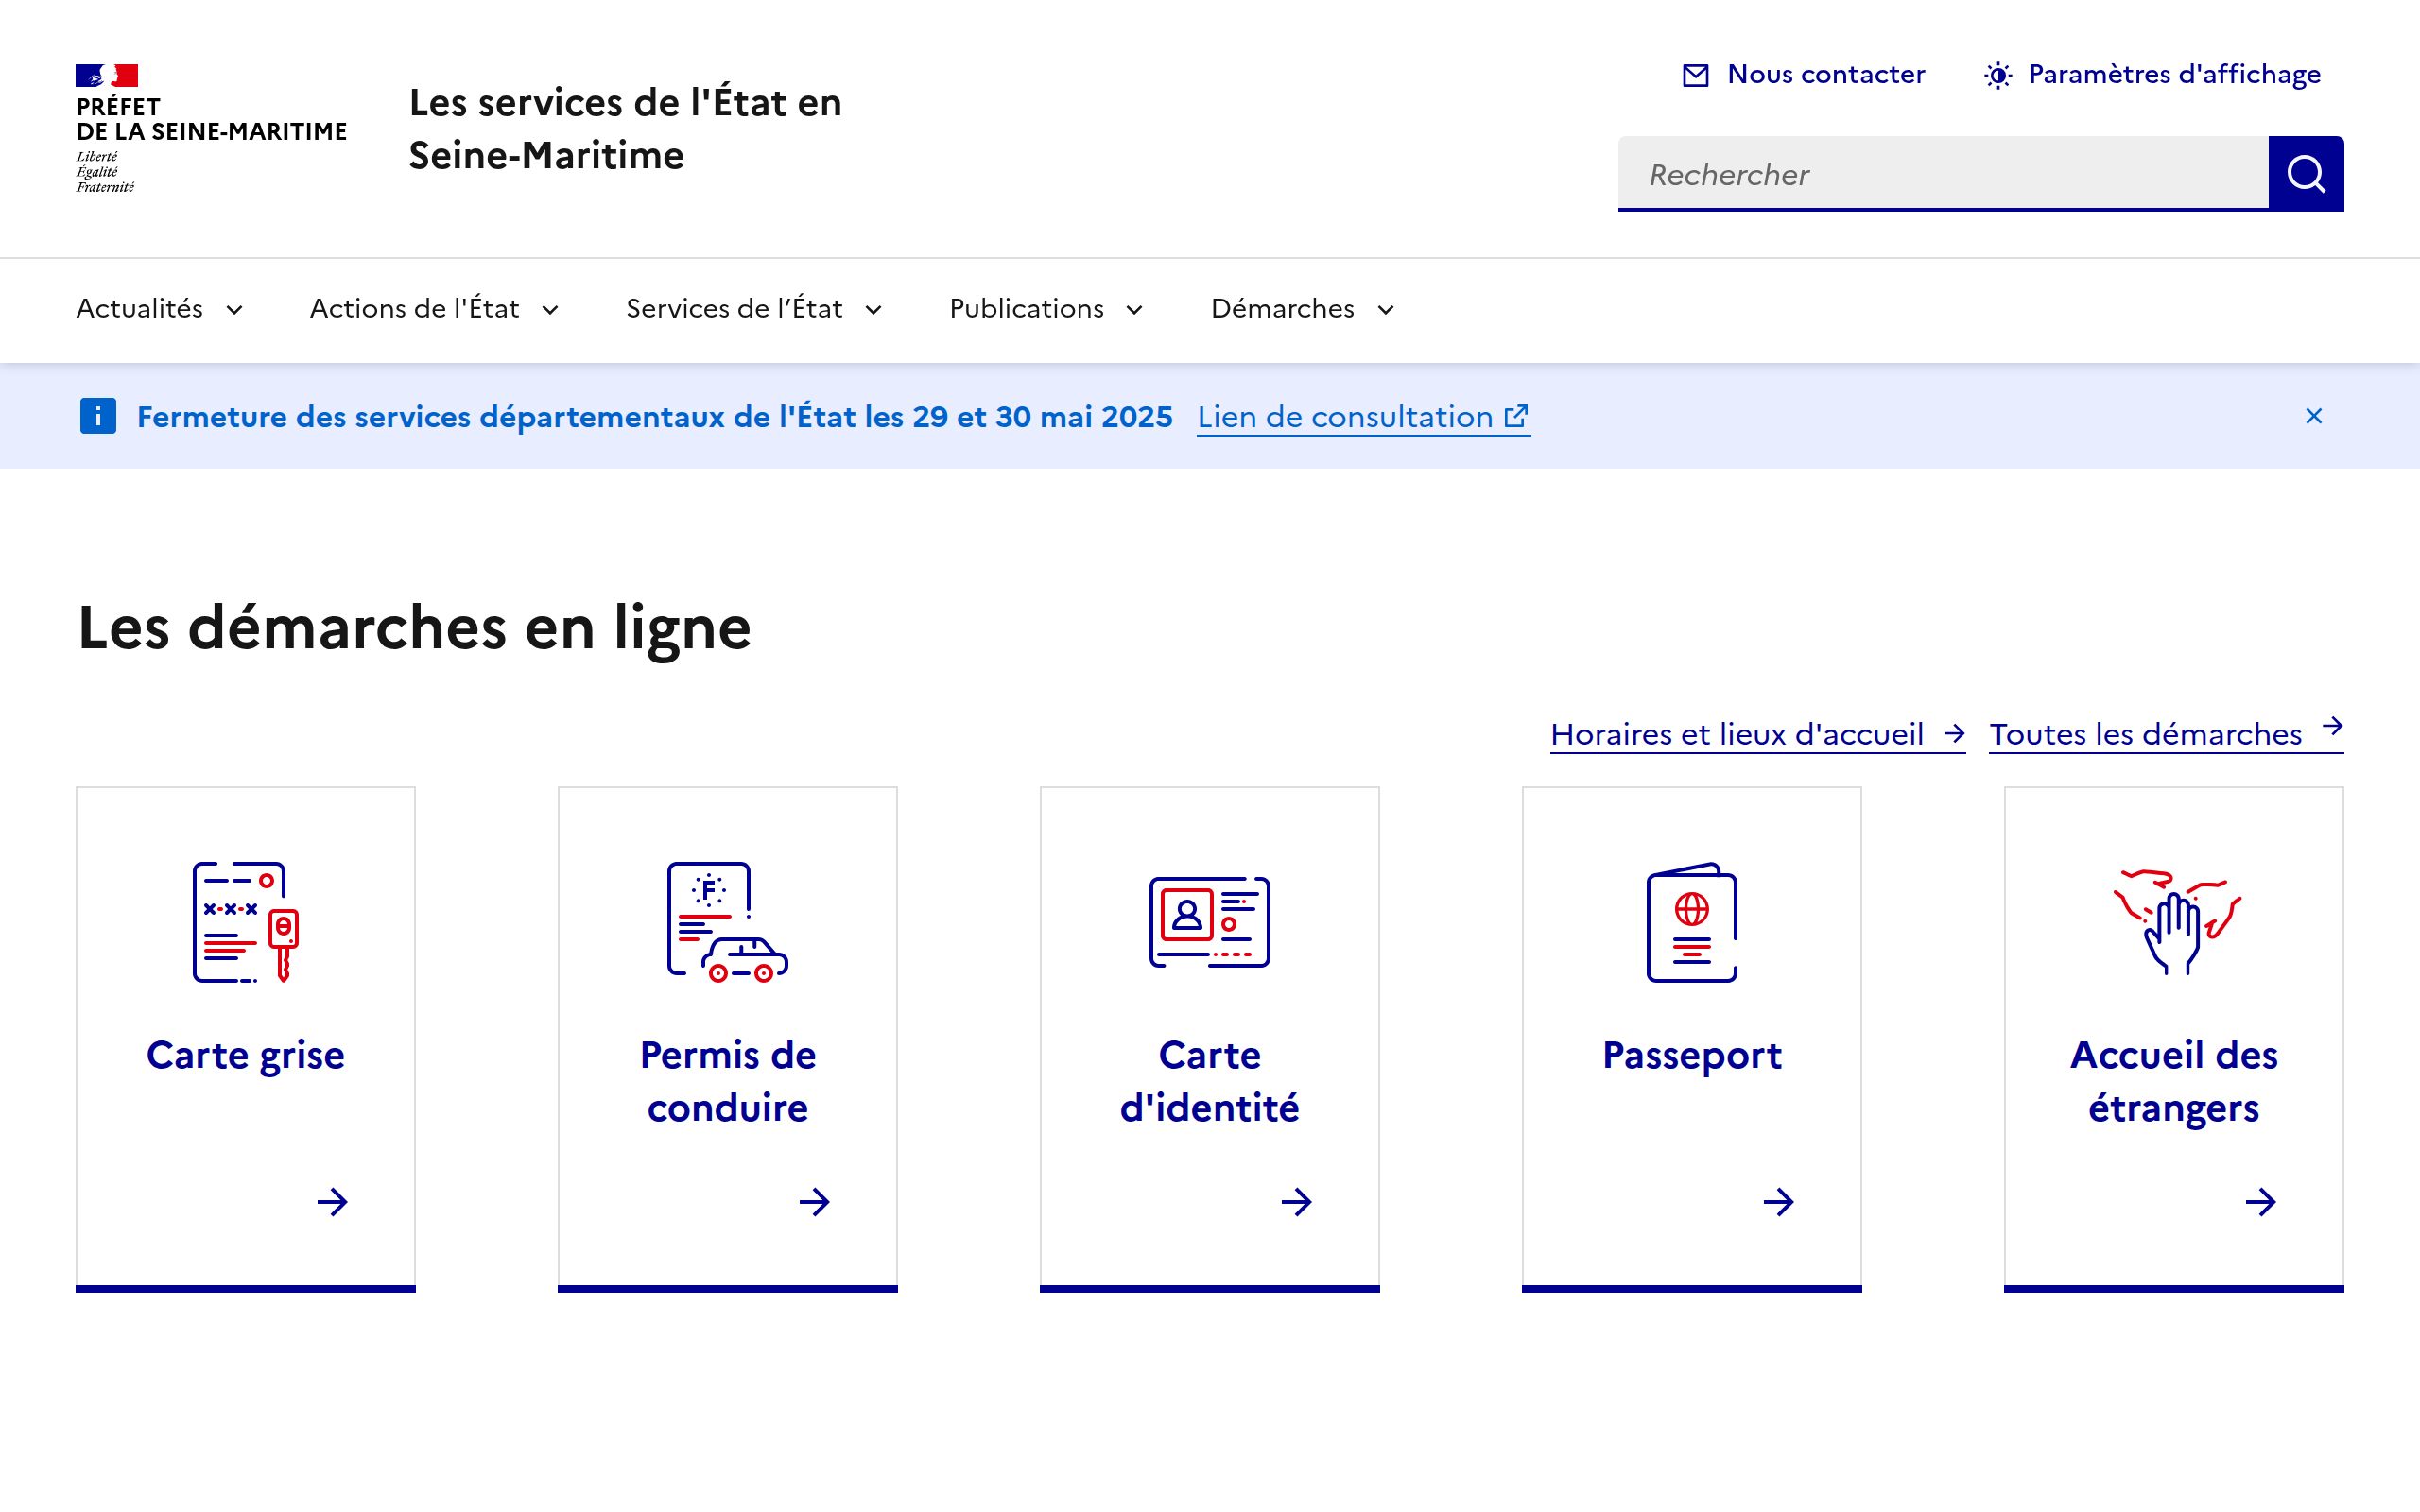 PRÉFET
DE LA SEINE-MARITIME
Liberté
Égalité
Fraternité
Les services de l'État en
Seine-Maritime
Nous contacter
Paramètres d'affichage
Rechercher
Actualités
Actions de l'État
Services de l’État
Publications
Démarches
Fermeture des services départementaux de l'État les 29 et 30 mai 2025 Lien de consultation
Les démarches en ligne
Horaires et lieux d'accueil
Toutes les démarches
Carte grise
Permis de
conduire
Carte
d'identité
Passeport
Accueil des
étrangers